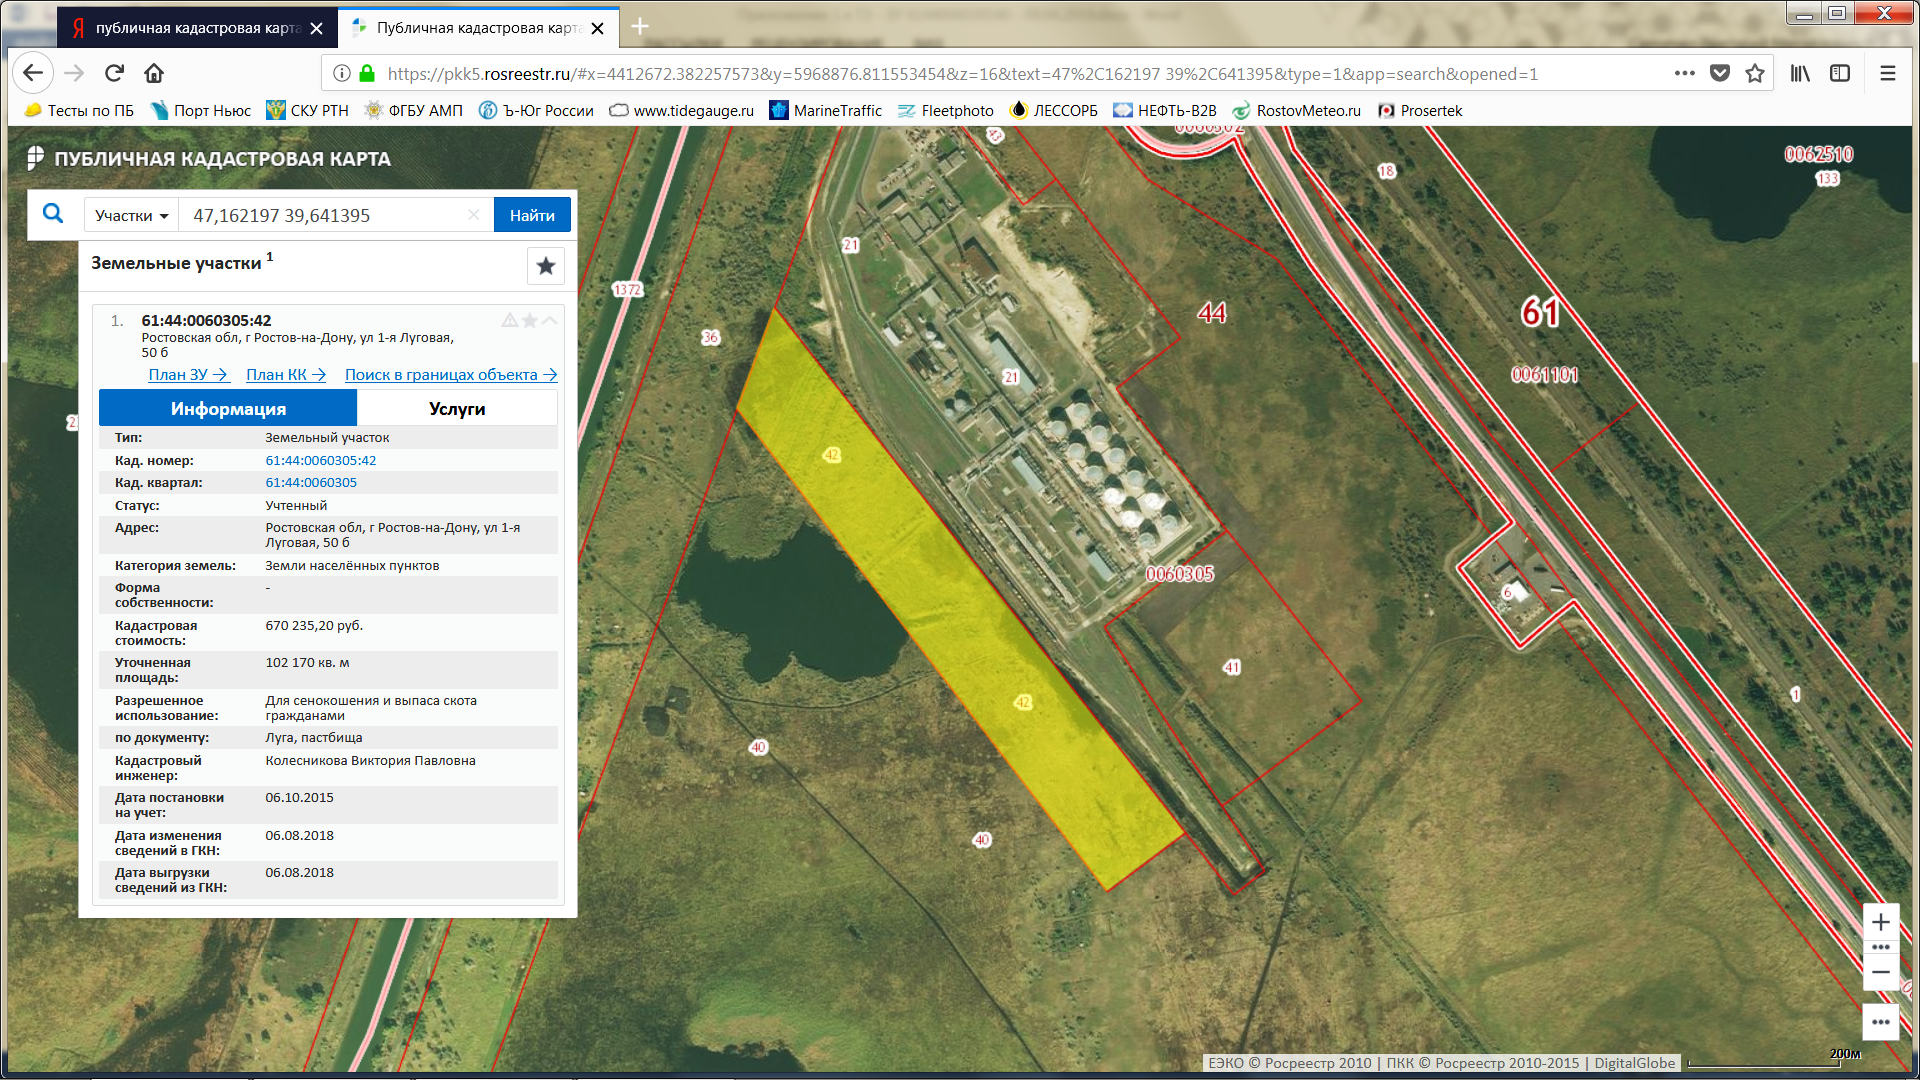 публичная кадастровая карта
Публичная кадастровая карта
https://pkk5.rosreestr.ru/#x=4412672.382257573&y=5968876.811553454&z=16&text=47%2C162197 39%2C641395&type=1&app=search&opened=1
Тесты по ПБ
Порт Ньюс
СКУ РТН
ФГБУ АМП
Ъ-Юг России
www.tidegauge.ru
MarineTraffic
Fleetphoto
ЛЕССОРБ
НЕФТЬ-В2В
RostovMeteo.ru
Prosertek
ПУБЛИЧНАЯ КАДАСТРОВАЯ КАРТА
Участки
47,162197 39,641395
Найти
Земельные участки 1
1. 61:44:0060305:42
Ростовская обл, г Ростов-на-Дону, ул 1-я Луговая,
50 б
План ЗУ →
План КК →
Поиск в границах объекта →
Информация
Услуги
Тип: Земельный участок
Кад. номер: 61:44:0060305:42
Кад. квартал: 61:44:0060305
Статус: Учтенный
Адрес: Ростовская обл, г Ростов-на-Дону, ул 1-я
Луговая, 50 б
Категория земель: Земли населённых пунктов
Форма -
собственности:
Кадастровая 670 235,20 руб.
стоимость:
Уточненная 102 170 кв. м
площадь:
Разрешенное Для сенокошения и выпаса скота
использование: гражданами
по документу: Луга, пастбища
Кадастровый Колесникова Виктория Павловна
инженер:
Дата постановки 06.10.2015
на учет:
Дата изменения 06.08.2018
сведений в ГКН:
Дата выгрузки 06.08.2018
сведений из ГКН:
43
0060302
18
0062510
133
21
1372
36
44
61
21
0061101
42
0060305
6
41
42
1
40
40
ЕЭКО © Росреестр 2010 | ПКК © Росреестр 2010-2015 | DigitalGlobe
200м